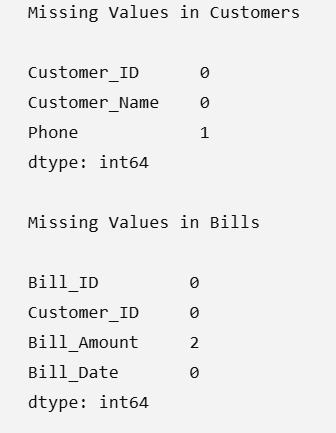 Missing Values in Customers
Customer_ID      0
Customer_Name    0
Phone            1
dtype: int64
Missing Values in Bills
Bill_ID         0
Customer_ID     0
Bill_Amount     2
Bill_Date       0
dtype: int64